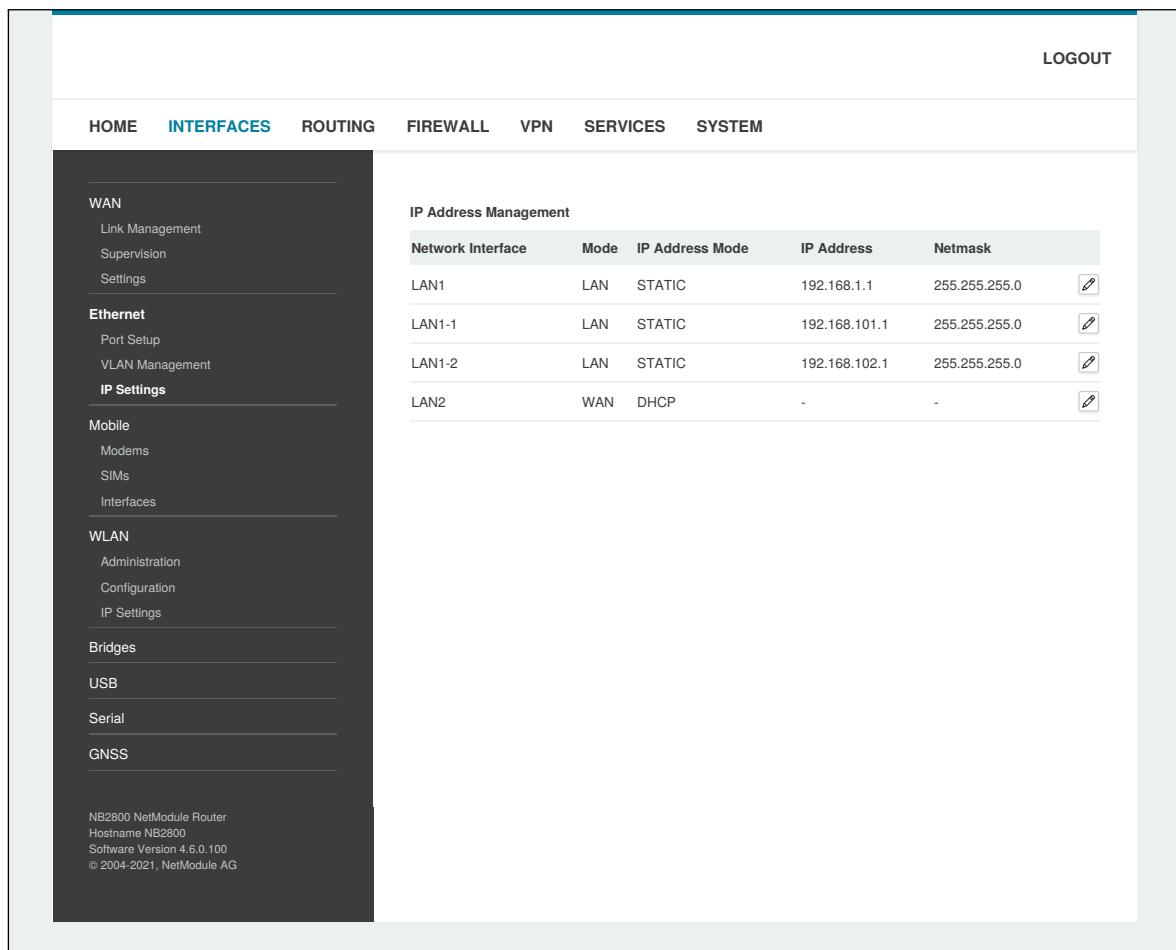 LOGOUT
HOME INTERFACES ROUTING FIREWALL VPN SERVICES SYSTEM
WAN
Link Management
Supervision
Settings
Ethernet
Port Setup
VLAN Management
IP Settings
Mobile
Modems
SIMs
Interfaces
WLAN
Administration
Configuration
IP Settings
Bridges
USB
Serial
GNSS
NB2800 NetModule Router
Hostname NB2800
Software Version 4.6.0.100
© 2004-2021, NetModule AG
IP Address Management
Network Interface Mode IP Address Mode IP Address Netmask
LAN1 LAN STATIC 192.168.1.1 255.255.255.0
LAN1-1 LAN STATIC 192.168.101.1 255.255.255.0
LAN1-2 LAN STATIC 192.168.102.1 255.255.255.0
LAN2 WAN DHCP - -